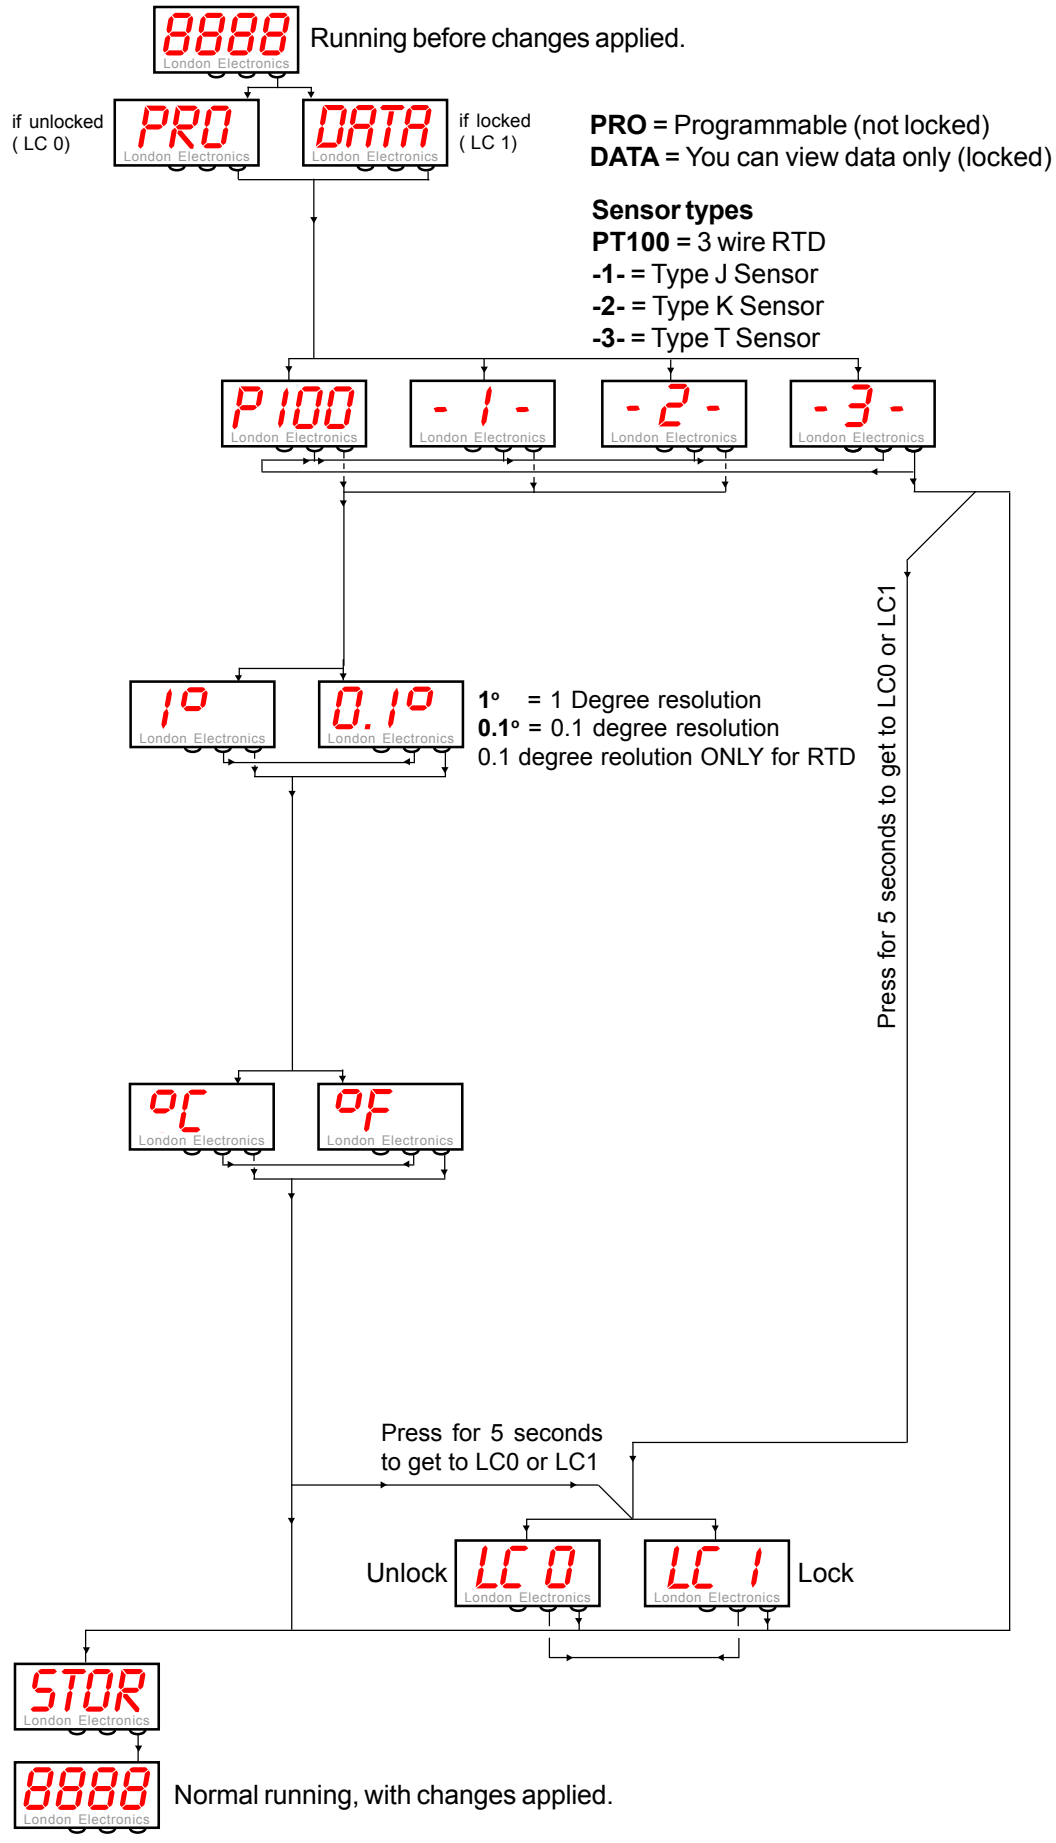 8888
London Electronics
Running before changes applied.
if unlocked
( LC 0)
PRO
London Electronics
DATA
London Electronics
if locked
( LC 1)
PRO = Programmable (not locked)
DATA = You can view data only (locked)
Sensor types
PT100 = 3 wire RTD
-1- = Type J Sensor
-2- = Type K Sensor
-3- = Type T Sensor
P100
London Electronics
-1-
London Electronics
-2-
London Electronics
-3-
London Electronics
Press for 5 seconds to get to LC0 or LC1
1º
London Electronics
0.1º
London Electronics
1º = 1 Degree resolution
0.1º = 0.1 degree resolution
0.1 degree reolution ONLY for RTD
ºC
London Electronics
ºF
London Electronics
Press for 5 seconds
to get to LC0 or LC1
Unlock
LC 0
London Electronics
LC 1
London Electronics
Lock
STOR
London Electronics
8888
London Electronics
Normal running, with changes applied.